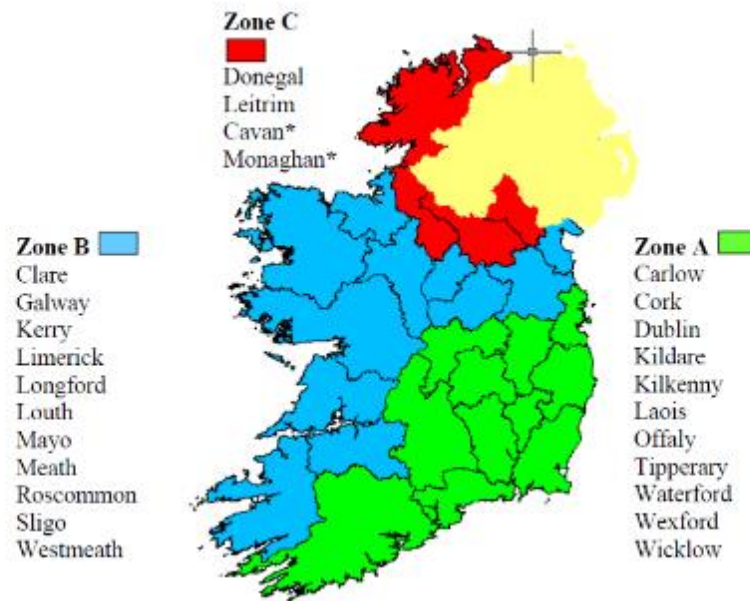 Zone C
Donegal
Leitrim
Cavan*
Monaghan*
Zone B
Clare
Galway
Kerry
Limerick
Longford
Louth
Mayo
Meath
Roscommon
Sligo
Westmeath
Zone A
Carlow
Cork
Dublin
Kildare
Kilkenny
Laois
Offaly
Tipperary
Waterford
Wexford
Wicklow